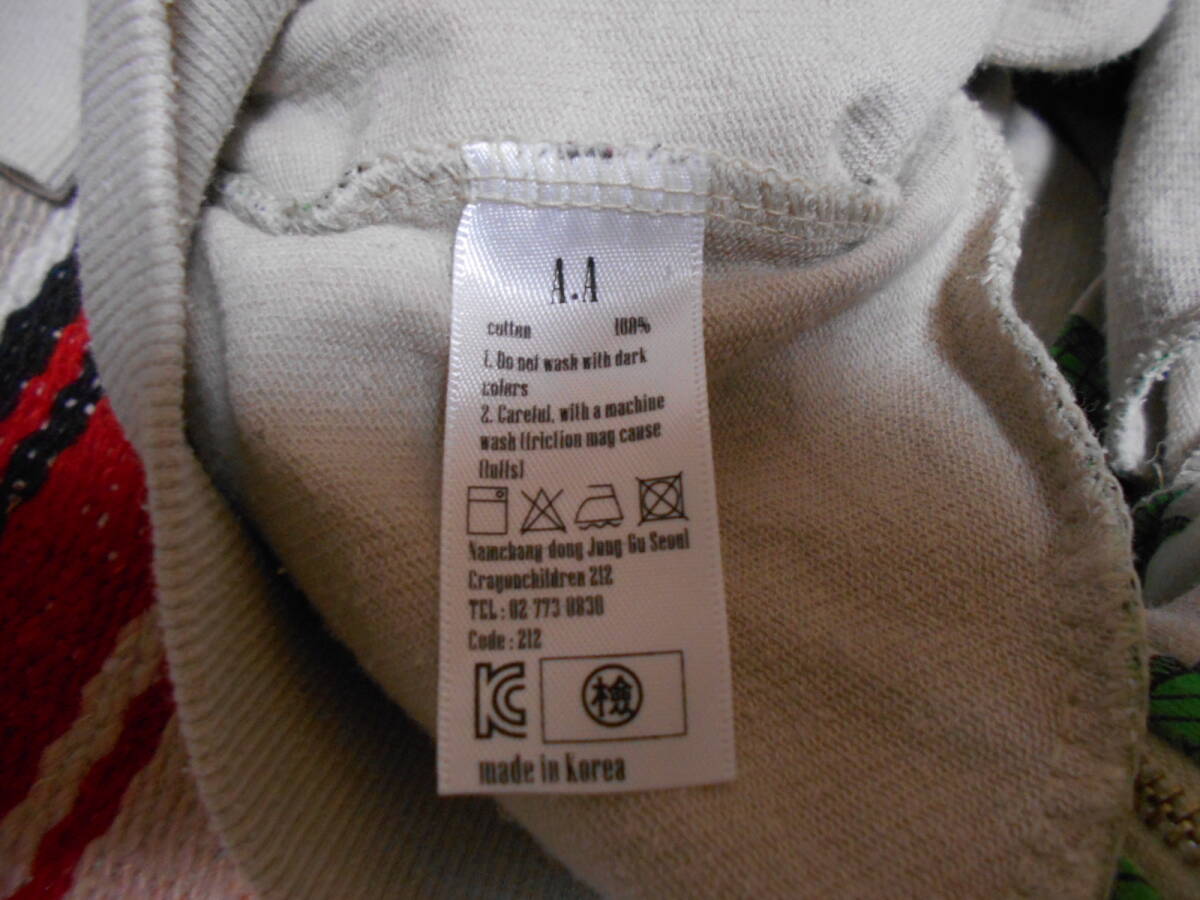 A.A
cotton 100%
1. Do not wash with dark
colors
2. Careful, with a machine
wash (friction may cause
fluffs)
Namchang-dong Jung Gu Seoul
Crayonchildren 212
TEL : 02 773 0830
Code : 212
KC 檢
made in Korea